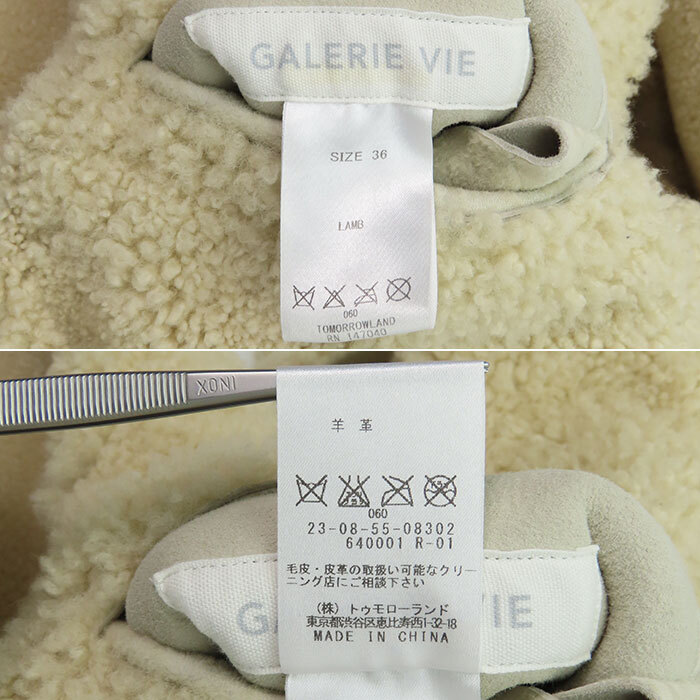 GALERIE VIE
SIZE 36
LAMB
060
TOMORROWLAND
RN 147040
INOX
羊 革
060
23-08-55-08302
640001 R-01
毛皮・皮革の取扱い可能なクリー
ニング店にご相談下さい
(株) トゥモローランド
東京都渋谷区恵比寿西1-32-18
MADE IN CHINA
GALERIE VIE